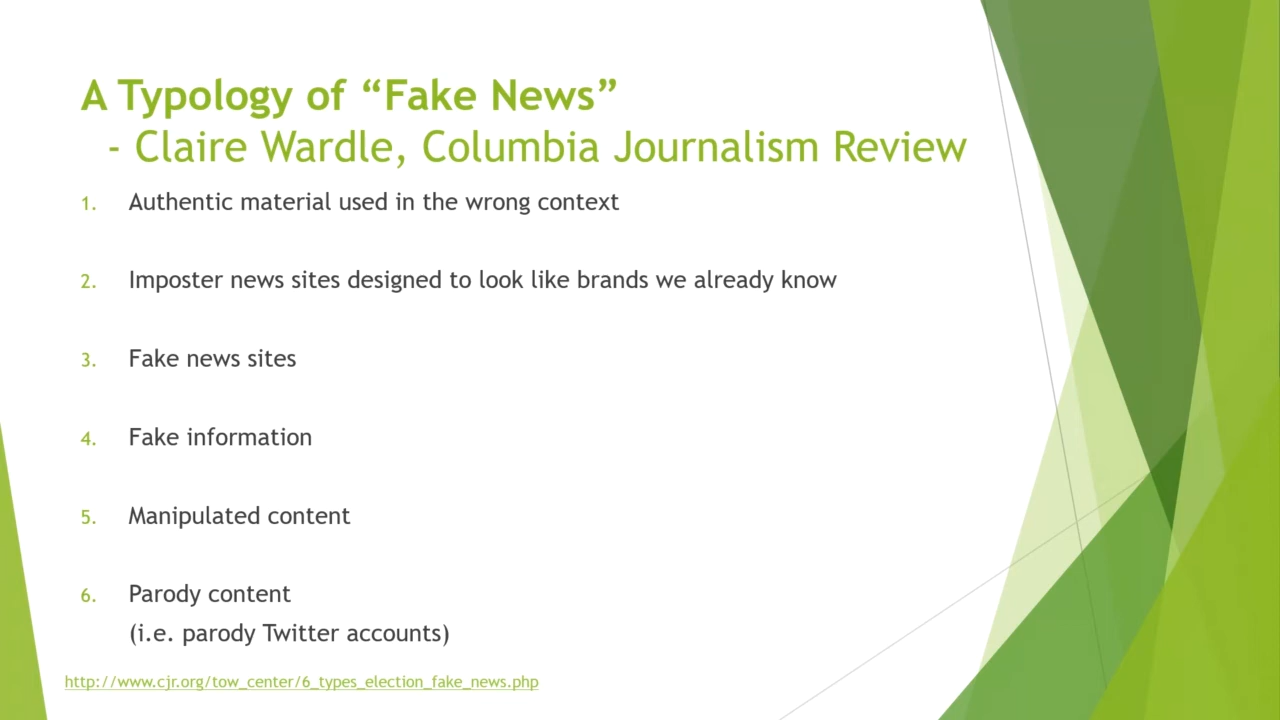 A Typology of “Fake News”
- Claire Wardle, Columbia Journalism Review
1. Authentic material used in the wrong context
2. Imposter news sites designed to look like brands we already know
3. Fake news sites
4. Fake information
5. Manipulated content
6. Parody content
(i.e. parody Twitter accounts)
http://www.cjr.org/tow_center/6_types_election_fake_news.php